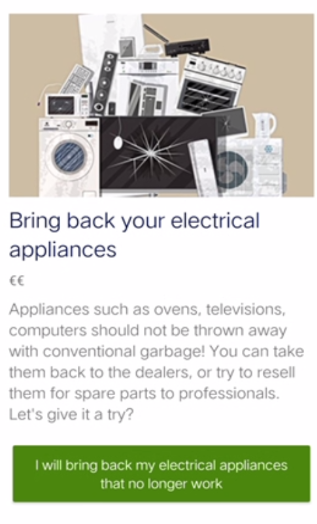 Bring back your electrical
appliances
€€
Appliances such as ovens, televisions,
computers should not be thrown away
with conventional garbage! You can take
them back to the dealers, or try to resell
them for spare parts to professionals.
Let's give it a try?
I will bring back my electrical appliances
that no longer work